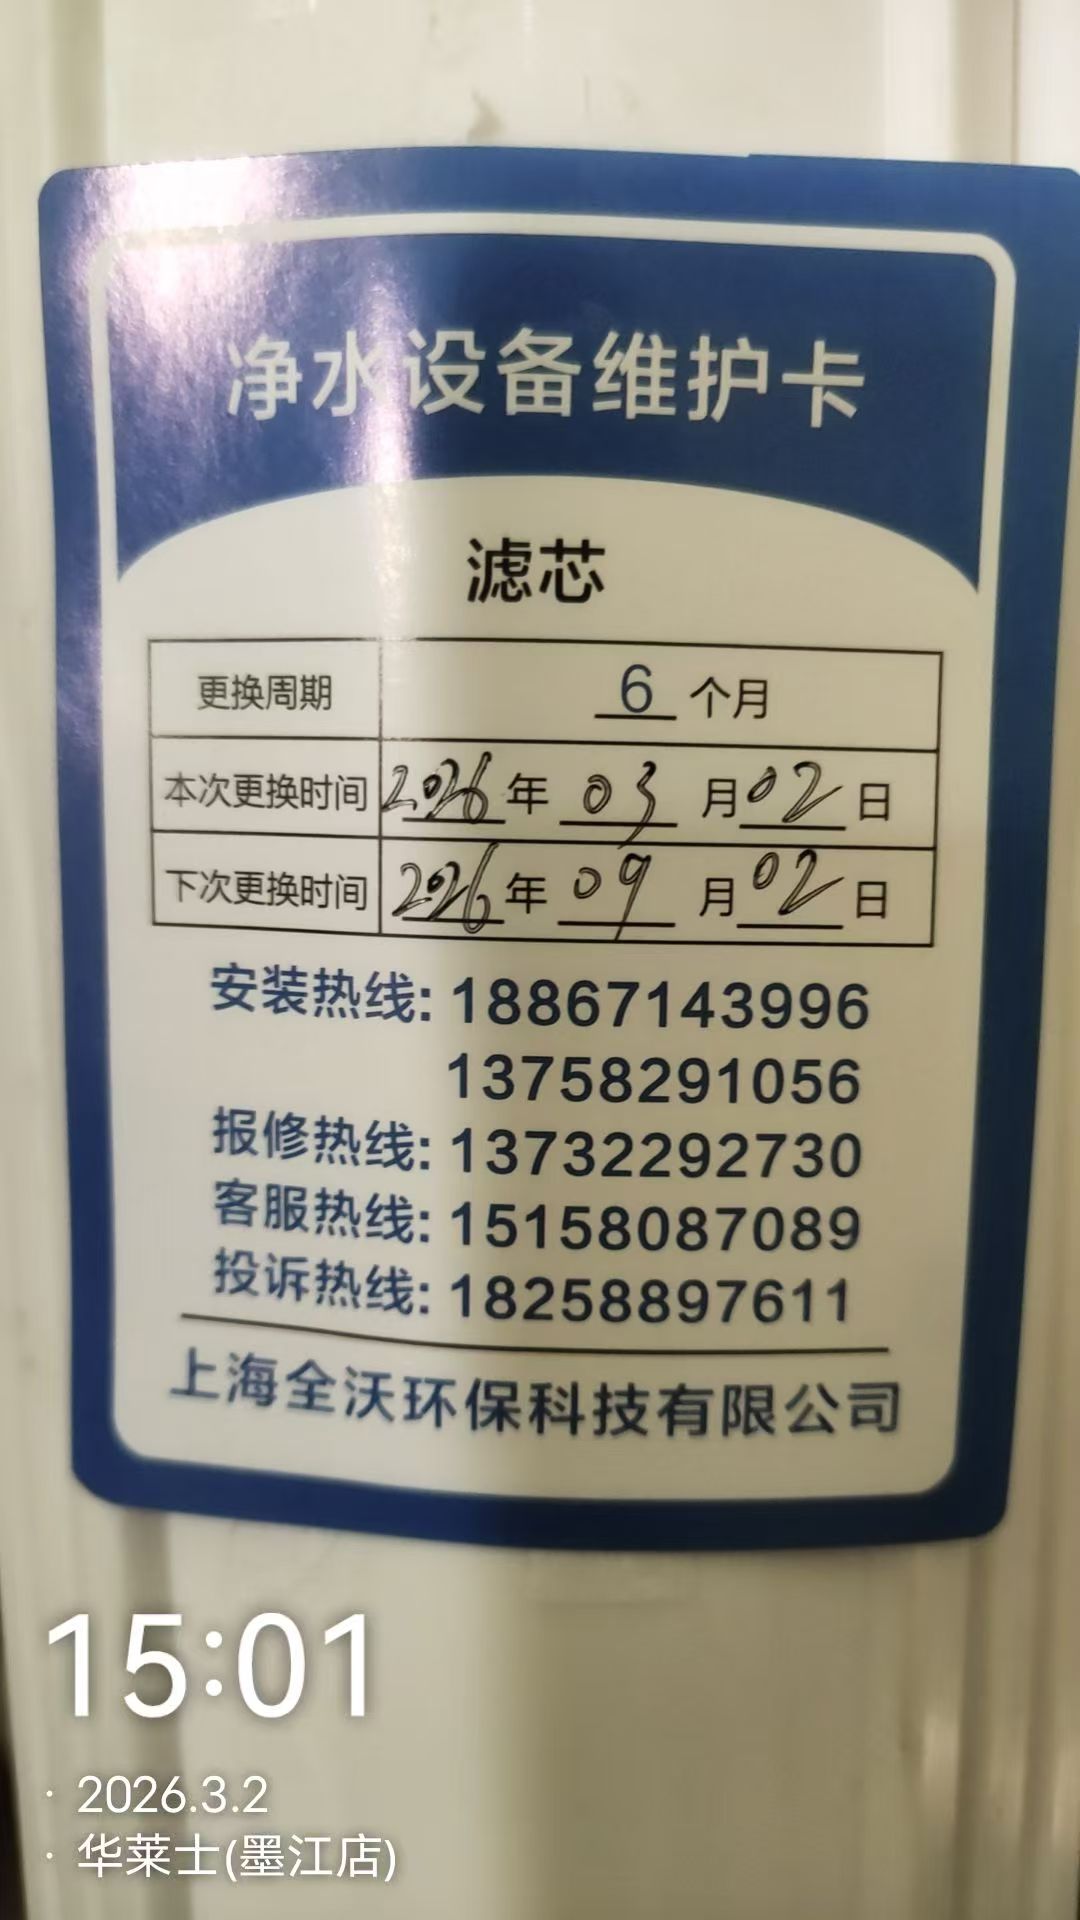 净水设备维护卡
滤芯
更换周期 6 个月
本次更换时间 2026 年 03 月 02 日
下次更换时间 2026 年 09 月 02 日
安装热线: 18867143996
13758291056
报修热线: 13732292730
客服热线: 15158087089
投诉热线: 18258897611
上海全沃环保科技有限公司
15:01
· 2026.3.2
· 华莱士(墨江店)